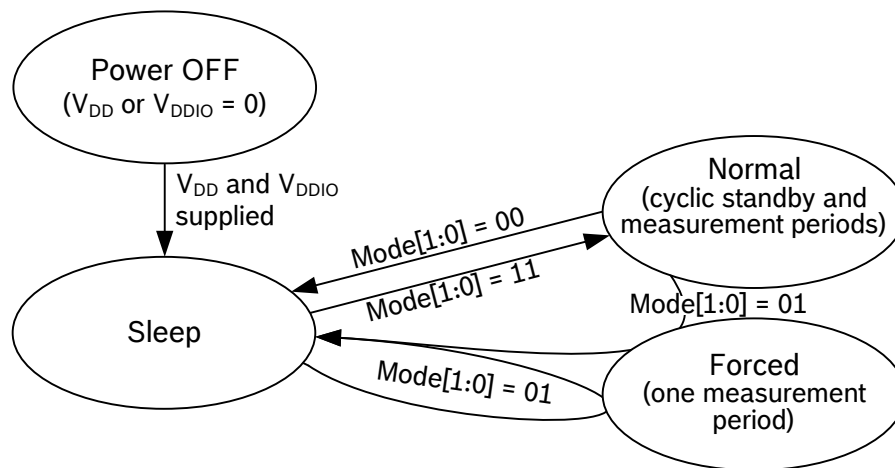 Power OFF
(VDD or VDDIO = 0)
VDD and VDDIO
supplied
Normal
(cyclic standby and
measurement periods)
Mode[1:0] = 00
Mode[1:0] = 11
Mode[1:0] = 01
Sleep
Mode[1:0] = 01
Forced
(one measurement
period)